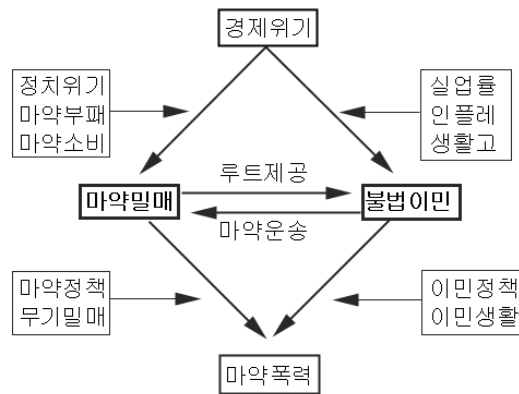 경제위기
정치위기
마약부패
마약소비
실업률
인플레
생활고
루트제공
마약밀매
불법이민
마약운송
마약정책
무기밀매
이민정책
이민생활
마약폭력